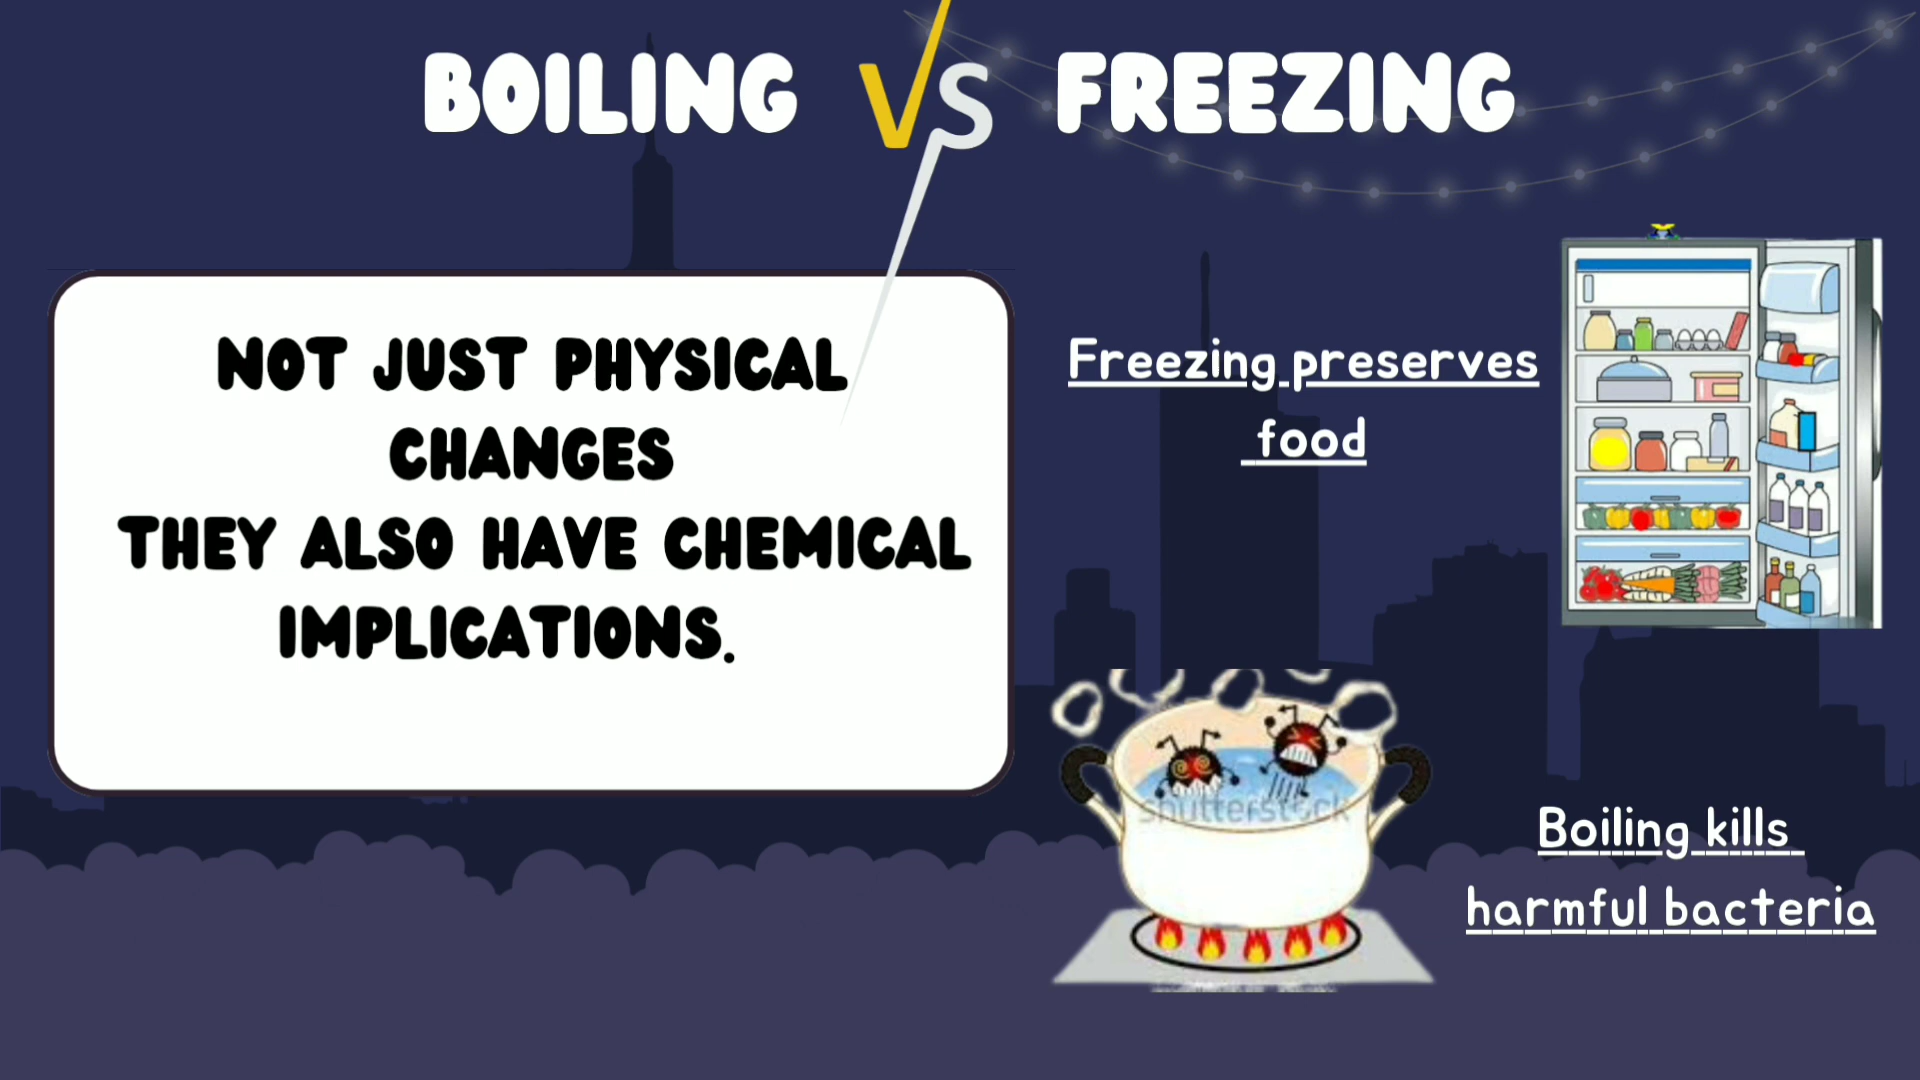 BOILING VS FREEZING
NOT JUST PHYSICAL
CHANGES
THEY ALSO HAVE CHEMICAL
IMPLICATIONS.
Freezing preserves
food
shutterstock
Boiling kills
harmful bacteria